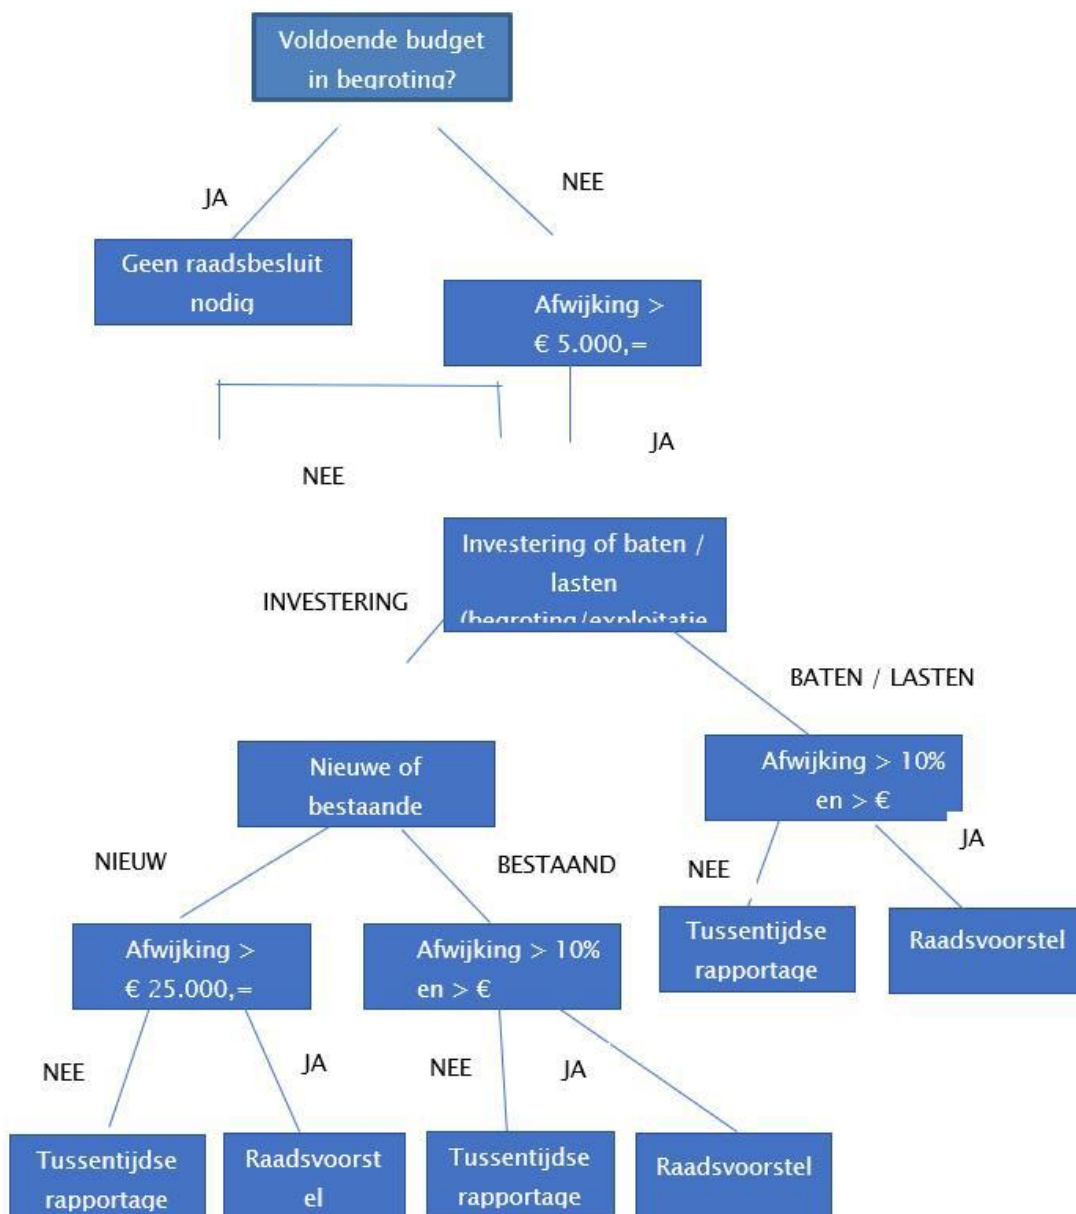 Voldoende budget
in begroting?
JA
NEE
Geen raadsbesluit
nodig
Afwijking >
€ 5.000,=
NEE
JA
Investering of baten /
lasten
(begroting/exploitatie
INVESTERING
BATEN / LASTEN
Nieuwe of
bestaande
Afwijking > 10%
en > €
NIEUW
BESTAAND
NEE
JA
Afwijking >
€ 25.000,=
Afwijking > 10%
en > €
Tussentijdse
rapportage
Raadsvoorstel
NEE
JA
NEE
JA
Tussentijdse
rapportage
Raadsvoorst
el
Tussentijdse
rapportage
Raadsvoorstel